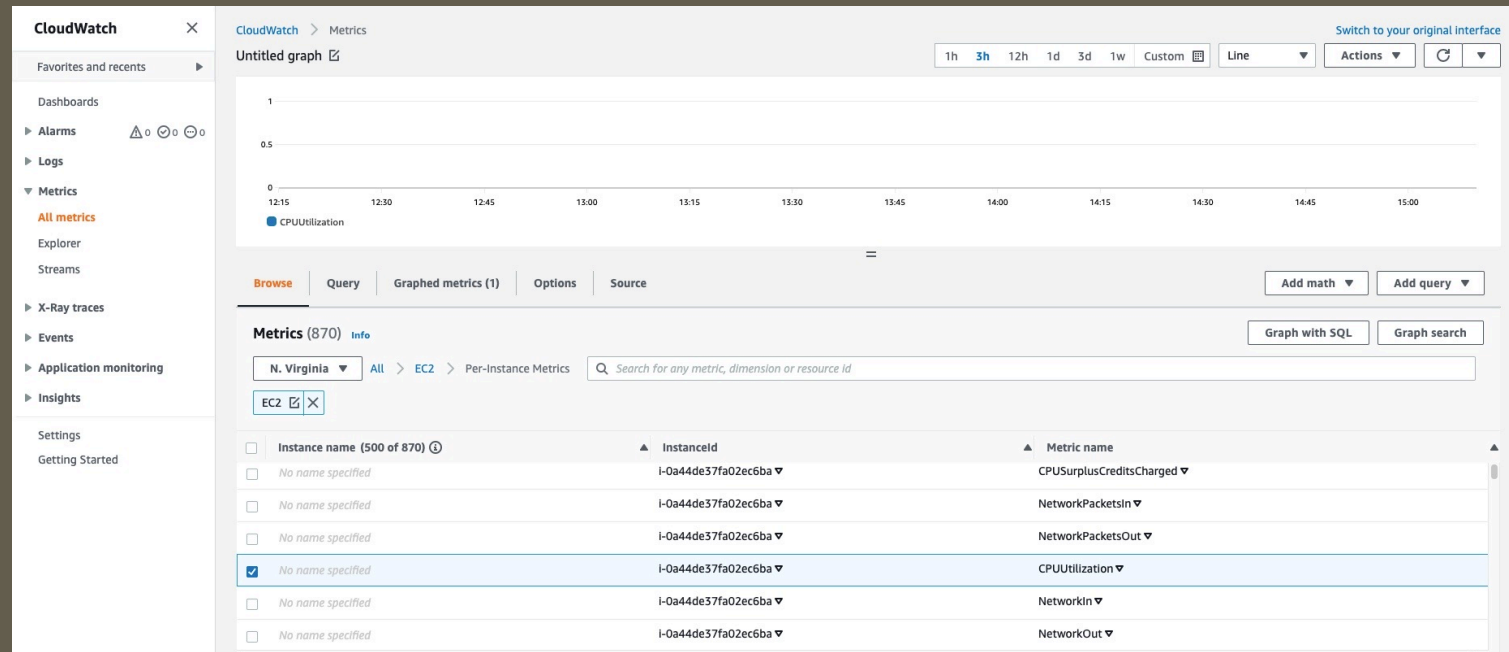 CloudWatch
Favorites and recents
Dashboards
Alarms 0 0 0
Logs
Metrics
All metrics
Explorer
Streams
X-Ray traces
Events
Application monitoring
Insights
Settings
Getting Started
CloudWatch > Metrics
Switch to your original interface
Untitled graph
1h 3h 12h 1d 3d 1w Custom Line Actions
1
0.5
0
12:15 12:30 12:45 13:00 13:15 13:30 13:45 14:00 14:15 14:30 14:45 15:00
CPUUtilization
Browse Query Graphed metrics (1) Options Source Add math Add query
Metrics (870) Info Graph with SQL Graph search
N. Virginia All > EC2 > Per-Instance Metrics Search for any metric, dimension or resource id
EC2
Instance name (500 of 870) InstanceId Metric name
No name specified i-0a44de37fa02ec6ba CPUSurplusCreditsCharged
No name specified i-0a44de37fa02ec6ba NetworkPacketsIn
No name specified i-0a44de37fa02ec6ba NetworkPacketsOut
No name specified i-0a44de37fa02ec6ba CPUUtilization
No name specified i-0a44de37fa02ec6ba NetworkIn
No name specified i-0a44de37fa02ec6ba NetworkOut